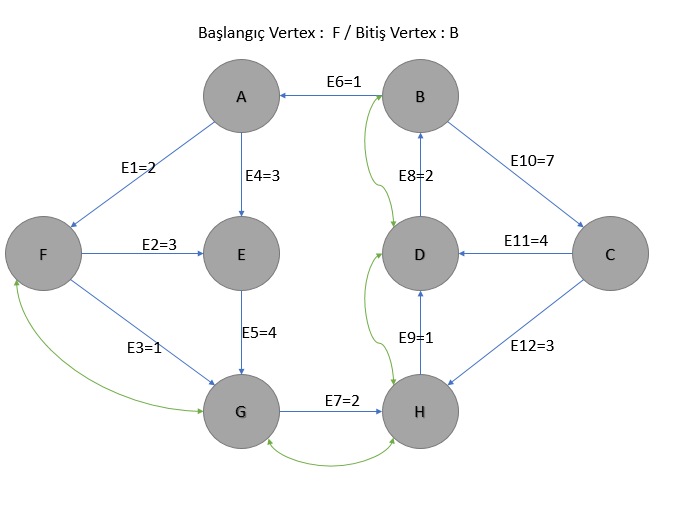 Başlangıç Vertex : F / Bitiş Vertex : B
E6=1
A
B
E1=2
E4=3
E8=2
E10=7
F
E2=3
E
D
E11=4
C
E3=1
E5=4
E9=1
E12=3
G
E7=2
H